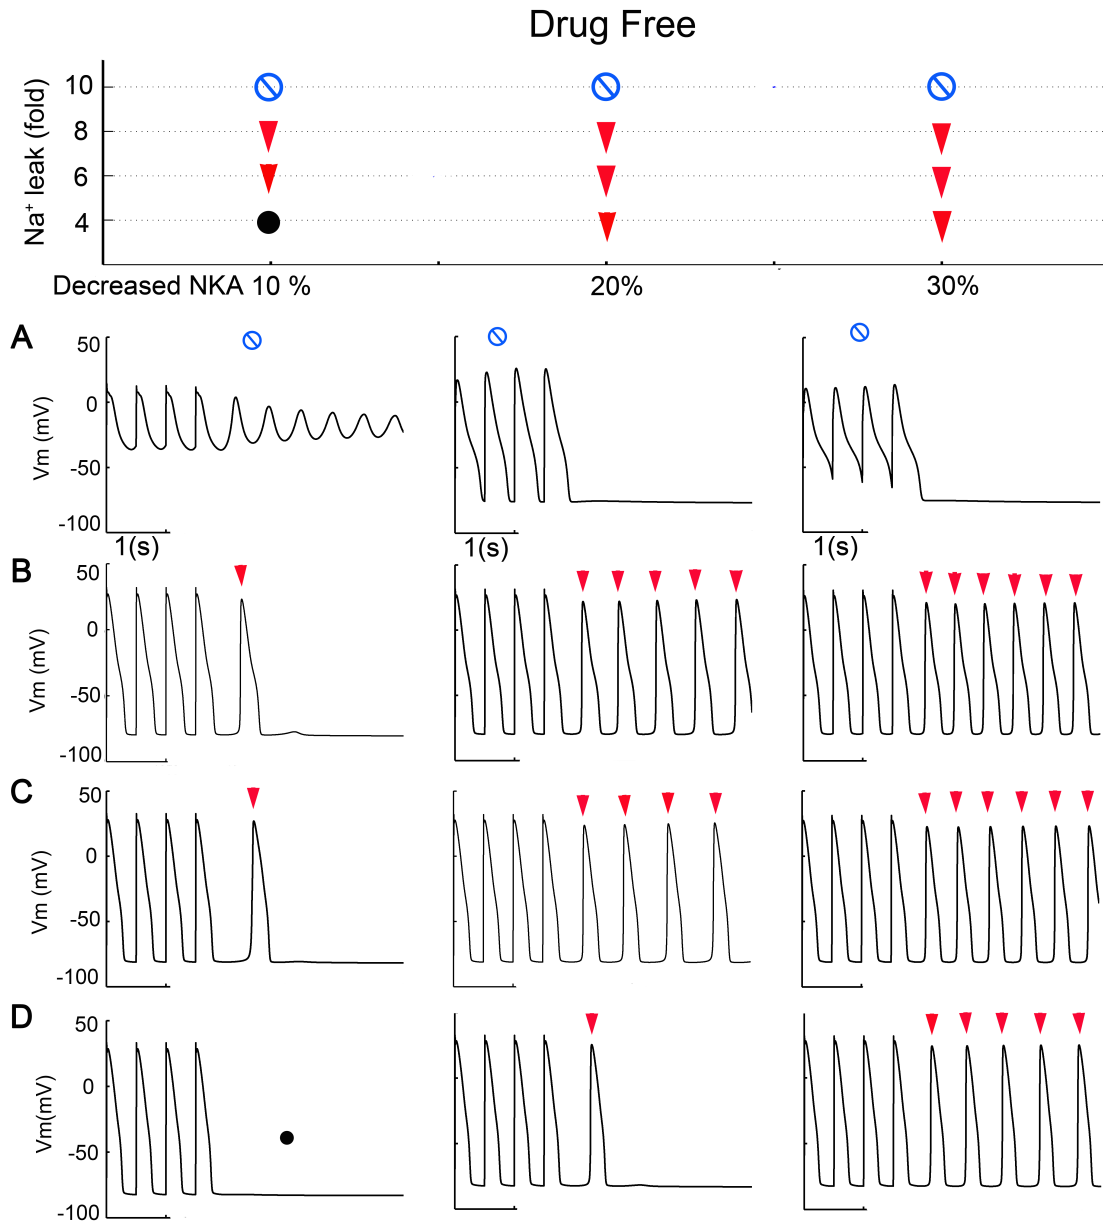 Drug Free
Na⁺ leak (fold)
10
8
6
4
Decreased NKA 10 %
20%
30%
A
Vm (mV)
50
0
-50
-100
1(s)
1(s)
1(s)
B
Vm (mV)
50
0
-50
-100
C
Vm (mV)
50
0
-50
-100
D
Vm(mV)
50
0
-50
-100